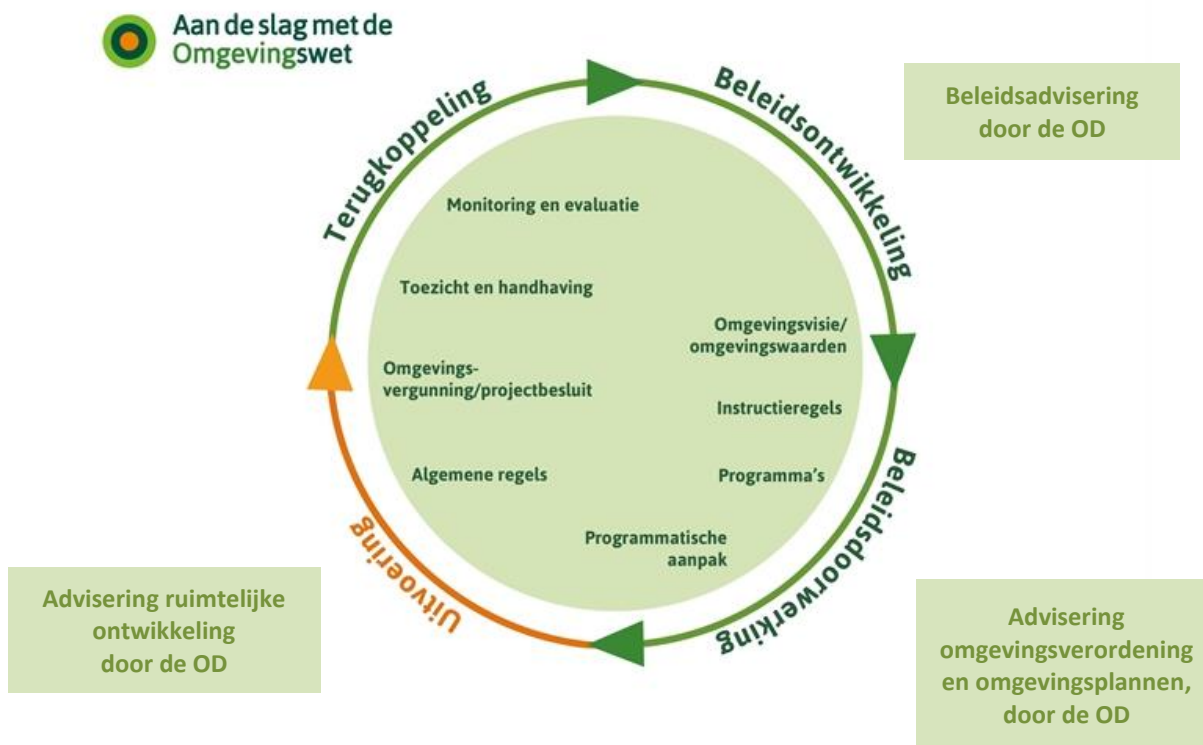 Aan de slag met de
Omgevingswet
Terugkoppeling
Beleidsontwikkeling
Beleidsadvisering
door de OD
Monitoring en evaluatie
Toezicht en handhaving
Omgevingsvisie/
omgevingswaarden
Omgevings-
vergunning/projectbesluit
Instructieregels
Algemene regels
Programma's
Programmatische
aanpak
Uitvoering
Beleidsdoorwerking
Advisering ruimtelijke
ontwikkeling
door de OD
Advisering
omgevingsverordening
en omgevingsplannen,
door de OD